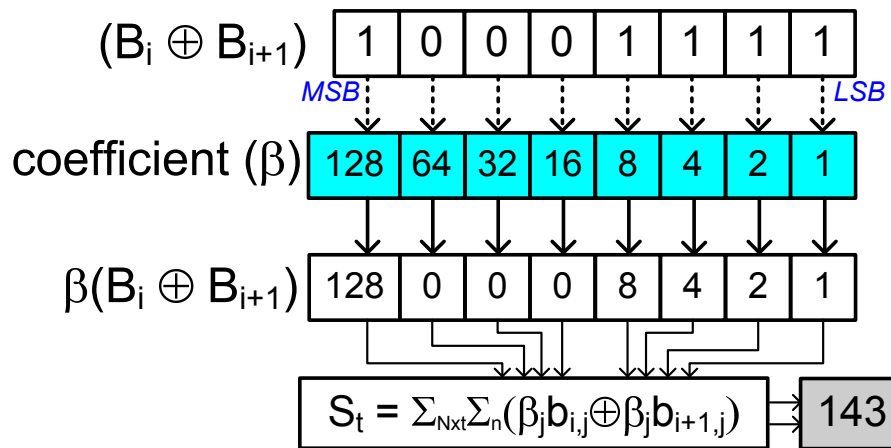 (Bᵢ ⊕ Bᵢ₊₁) 1 0 0 0 1 1 1 1
MSB LSB
coefficient (β) 128 64 32 16 8 4 2 1
β(Bᵢ ⊕ Bᵢ₊₁) 128 0 0 0 8 4 2 1
Sₜ = Σ_Nxt Σₙ(βⱼbᵢ,ⱼ⊕βⱼbᵢ₊₁,ⱼ) 143